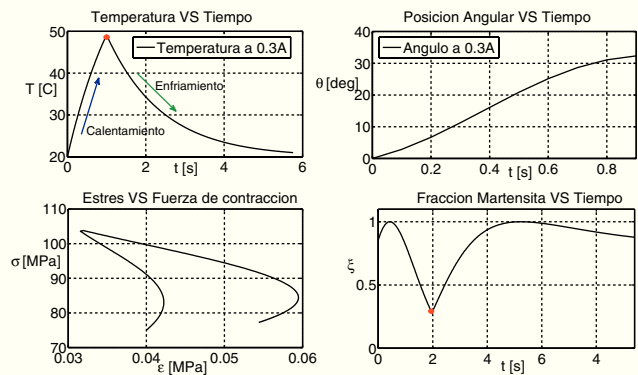 Temperatura VS Tiempo
50
40
30
20
T [C]
Temperatura a 0.3A
Enfriamiento
Calentamiento
0
2
4
6
t [s]
Posicion Angular VS Tiempo
40
30
20
10
0
θ [deg]
Angulo a 0.3A
0
0.2
0.4
0.6
0.8
t [s]
Estres VS Fuerza de contraccion
110
100
90
80
70
σ [MPa]
0.03
0.04
0.05
0.06
ε [MPa]
Fraccion Martensita VS Tiempo
1
0.5
0
ξ
0
2
4
6
2
4
t [s]